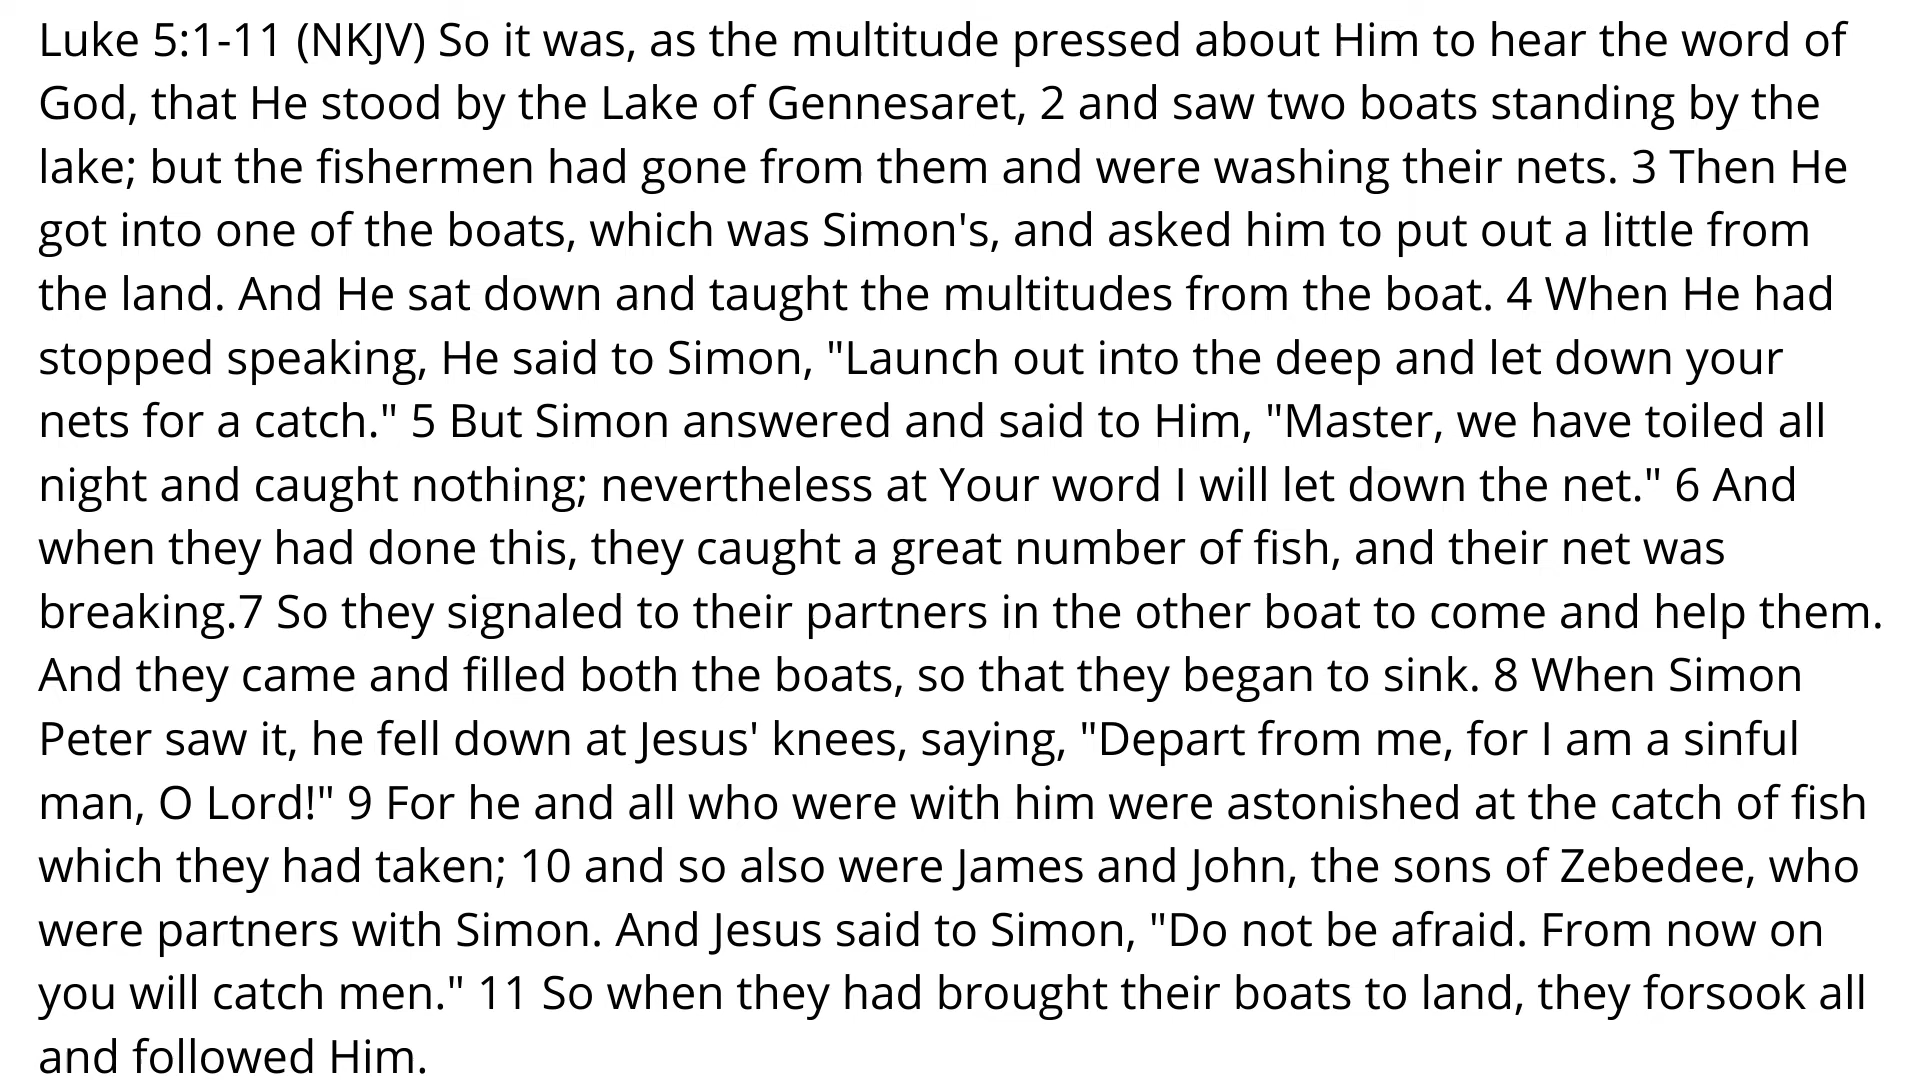 Luke 5:1-11 (NKJV) So it was, as the multitude pressed about Him to hear the word of
God, that He stood by the Lake of Gennesaret, 2 and saw two boats standing by the
lake; but the fishermen had gone from them and were washing their nets. 3 Then He
got into one of the boats, which was Simon's, and asked him to put out a little from
the land. And He sat down and taught the multitudes from the boat. 4 When He had
stopped speaking, He said to Simon, "Launch out into the deep and let down your
nets for a catch." 5 But Simon answered and said to Him, "Master, we have toiled all
night and caught nothing; nevertheless at Your word I will let down the net." 6 And
when they had done this, they caught a great number of fish, and their net was
breaking.7 So they signaled to their partners in the other boat to come and help them.
And they came and filled both the boats, so that they began to sink. 8 When Simon
Peter saw it, he fell down at Jesus' knees, saying, "Depart from me, for I am a sinful
man, O Lord!" 9 For he and all who were with him were astonished at the catch of fish
which they had taken; 10 and so also were James and John, the sons of Zebedee, who
were partners with Simon. And Jesus said to Simon, "Do not be afraid. From now on
you will catch men." 11 So when they had brought their boats to land, they forsook all
and followed Him.